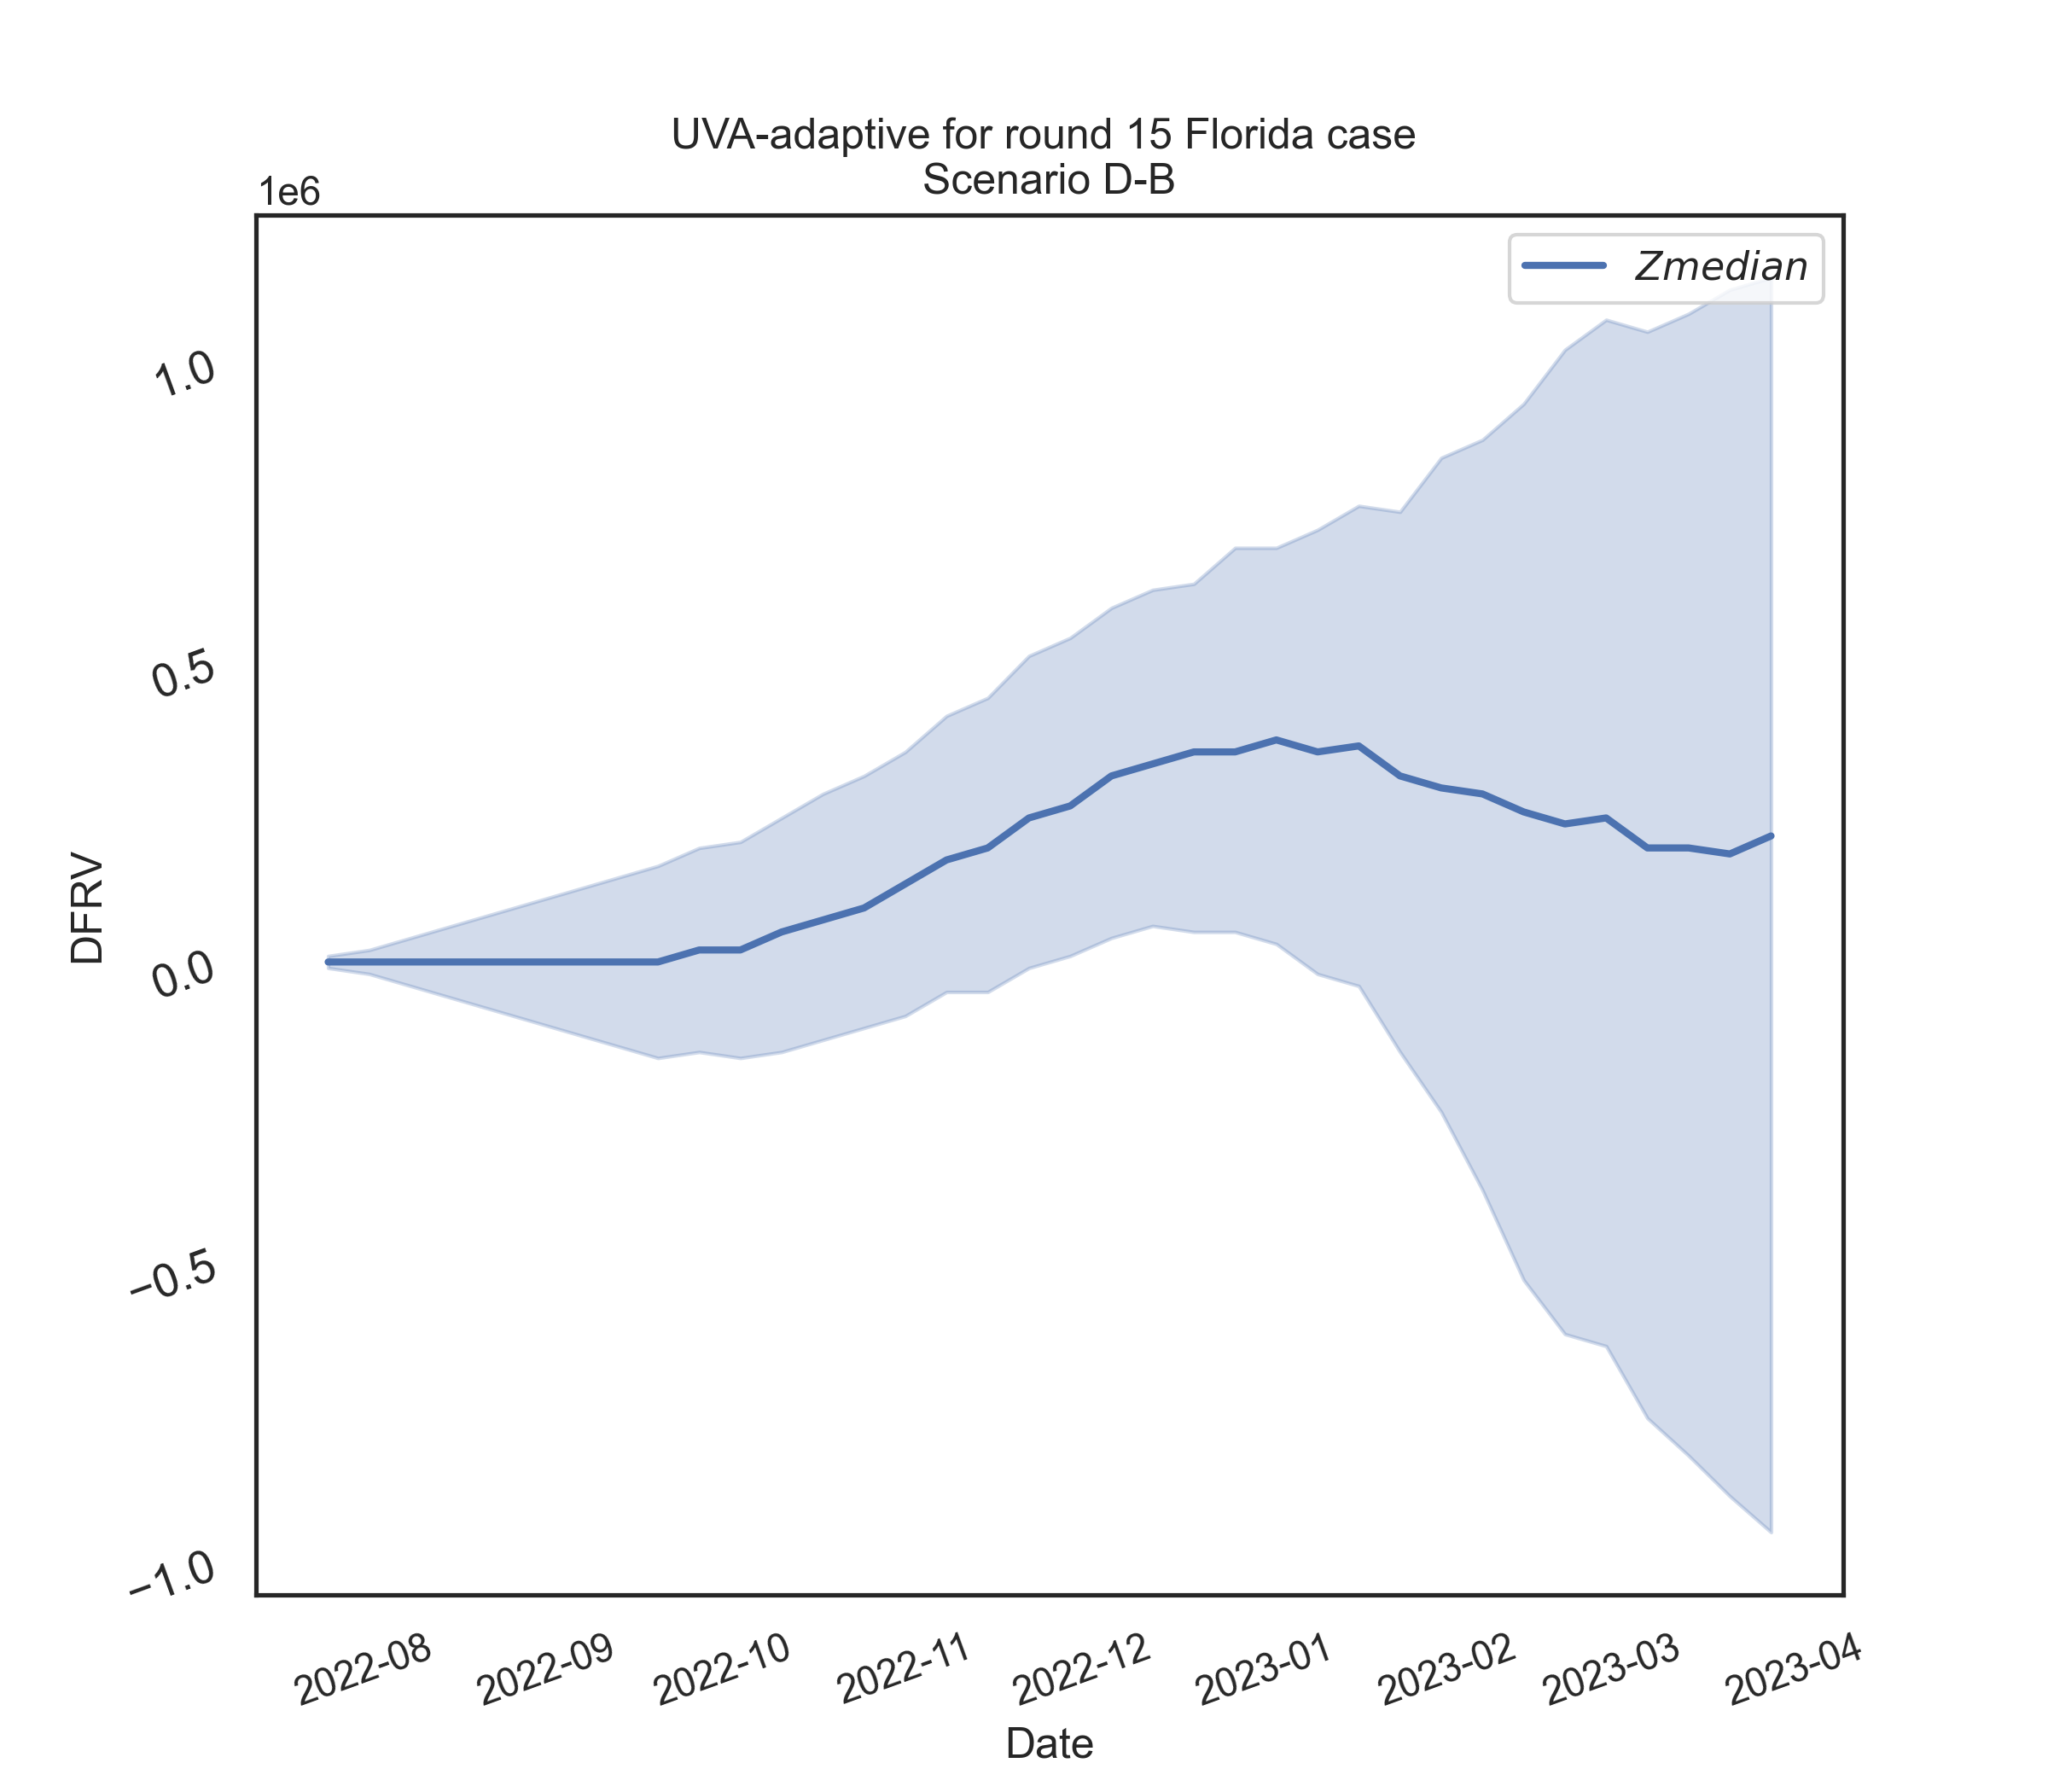 UVA-adaptive for round 15 Florida case
Scenario D-B
1e6
Zmedian
1.0
0.5
0.0
−0.5
−1.0
DFRV
2022-08
2022-09
2022-10
2022-11
2022-12
2023-01
2023-02
2023-03
2023-04
Date